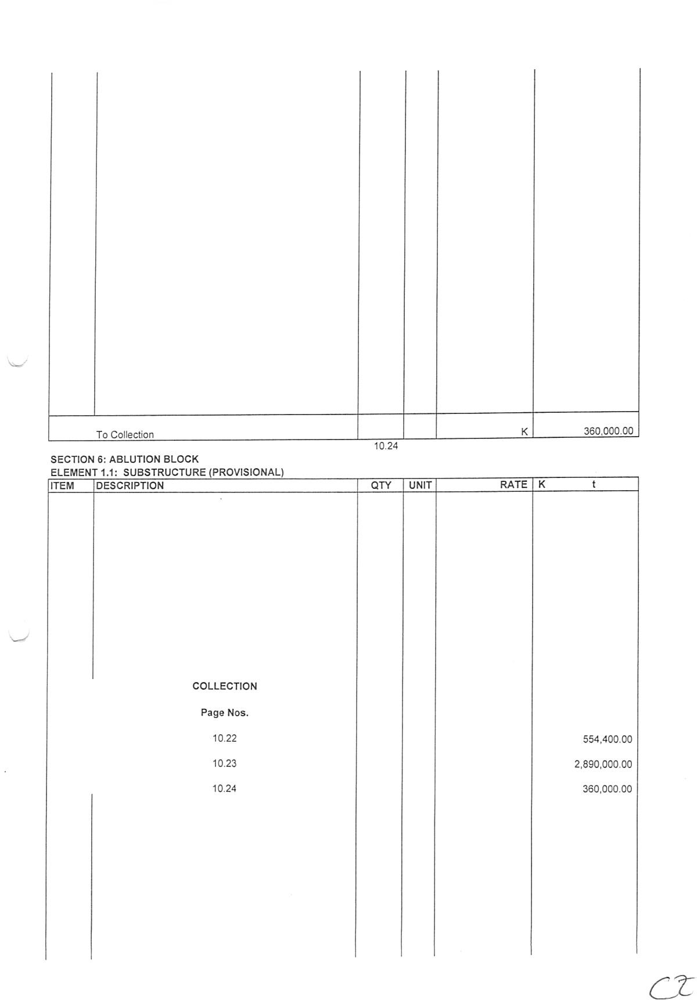 To Collection K 360,000.00
10.24
SECTION 6: ABLUTION BLOCK
ELEMENT 1.1: SUBSTRUCTURE (PROVISIONAL)
ITEM DESCRIPTION QTY UNIT RATE K t
COLLECTION
Page Nos.
10.22 554,400.00
10.23 2,890,000.00
10.24 360,000.00